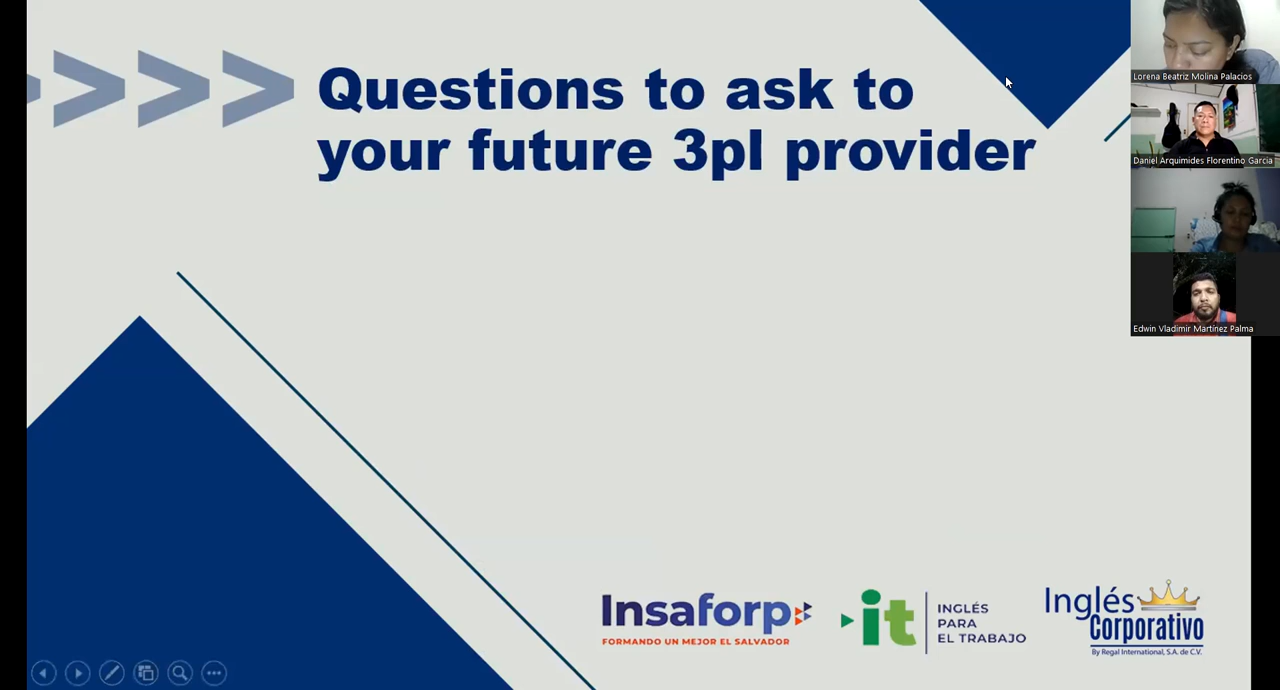 Questions to ask to
your future 3pl provider
Lorena Beatriz Molina Palacios
Daniel Arquimides Florentino Garcia
Edwin Vladimir Martínez Palma
Insaforp
FORMANDO UN MEJOR EL SALVADOR
it
INGLÉS
PARA
EL TRABAJO
Inglés
Corporativo
By Regal International, S.A. de C.V.